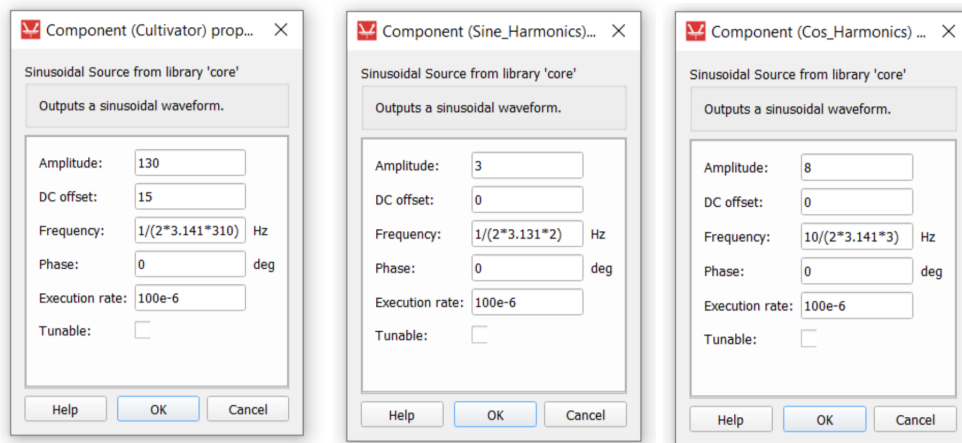 Component (Cultivator) prop...
Sinusoidal Source from library 'core'
Outputs a sinusoidal waveform.
Amplitude: 130
DC offset: 15
Frequency: 1/(2*3.141*310) Hz
Phase: 0 deg
Execution rate: 100e-6
Tunable:
Help OK Cancel
Component (Sine_Harmonics)...
Sinusoidal Source from library 'core'
Outputs a sinusoidal waveform.
Amplitude: 3
DC offset: 0
Frequency: 1/(2*3.131*2) Hz
Phase: 0 deg
Execution rate: 100e-6
Tunable:
Help OK Cancel
Component (Cos_Harmonics) ...
Sinusoidal Source from library 'core'
Outputs a sinusoidal waveform.
Amplitude: 8
DC offset: 0
Frequency: 10/(2*3.141*3) Hz
Phase: 0 deg
Execution rate: 100e-6
Tunable:
Help OK Cancel